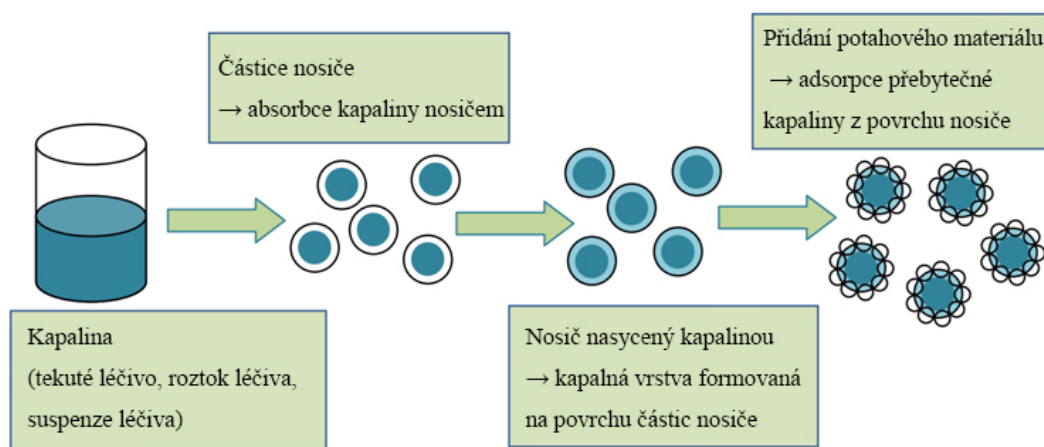 Částice nosiče
→ absorbce kapaliny nosičem
Přidání potahového materiálu
→ adsorpce přebytečné
kapaliny z povrchu nosiče
Kapalina
(tekuté léčivo, roztok léčiva,
suspenze léčiva)
Nosič nasycený kapalinou
→ kapalná vrstva formovaná
na povrchu částic nosiče